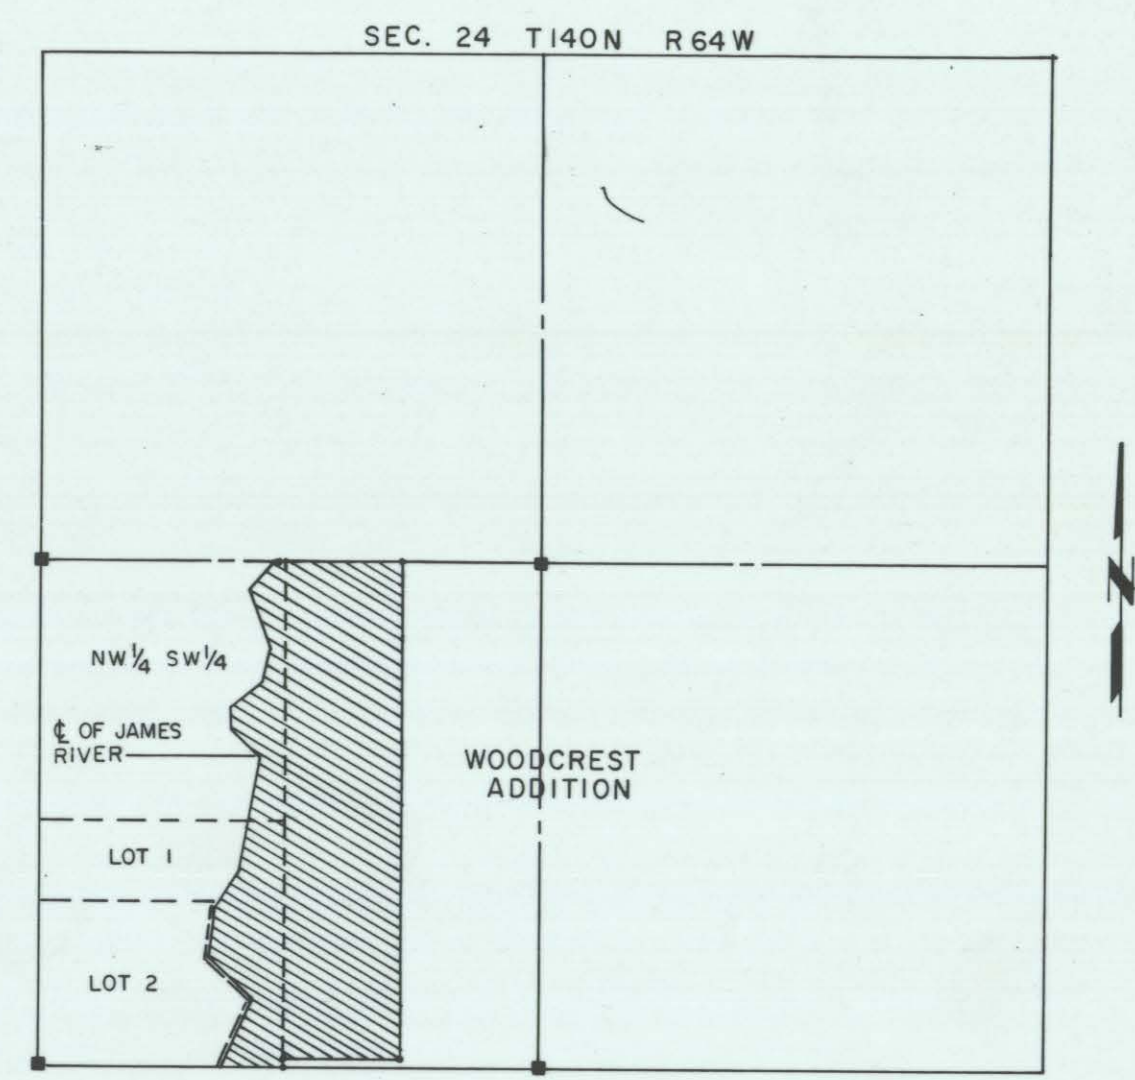 SEC. 24 T140N R64W
NW1/4 SW1/4
℄ OF JAMES
RIVER
WOODCREST
ADDITION
LOT 1
LOT 2
N